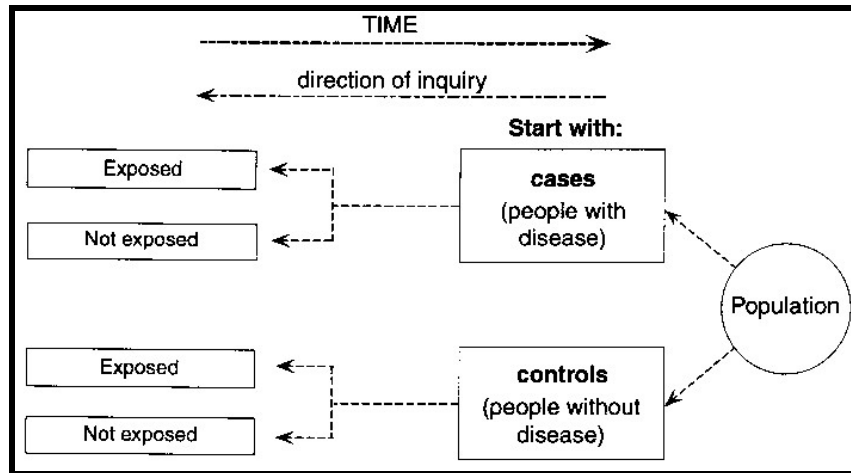 TIME
direction of inquiry
Start with:
Exposed
cases
(people with
disease)
Not exposed
Population
Exposed
controls
(people without
disease)
Not exposed